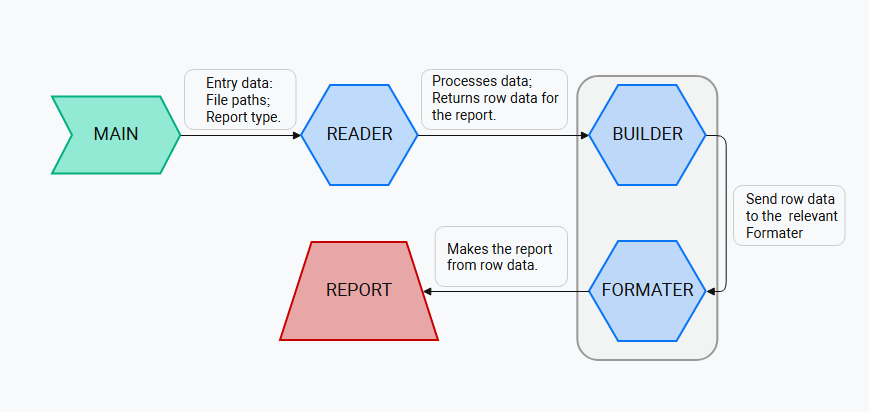 Entry data:
File paths;
Report type.
Processes data;
Returns row data for
the report.
MAIN
READER
BUILDER
Send row data
to the relevant
Formater
Makes the report
from row data.
REPORT
FORMATER